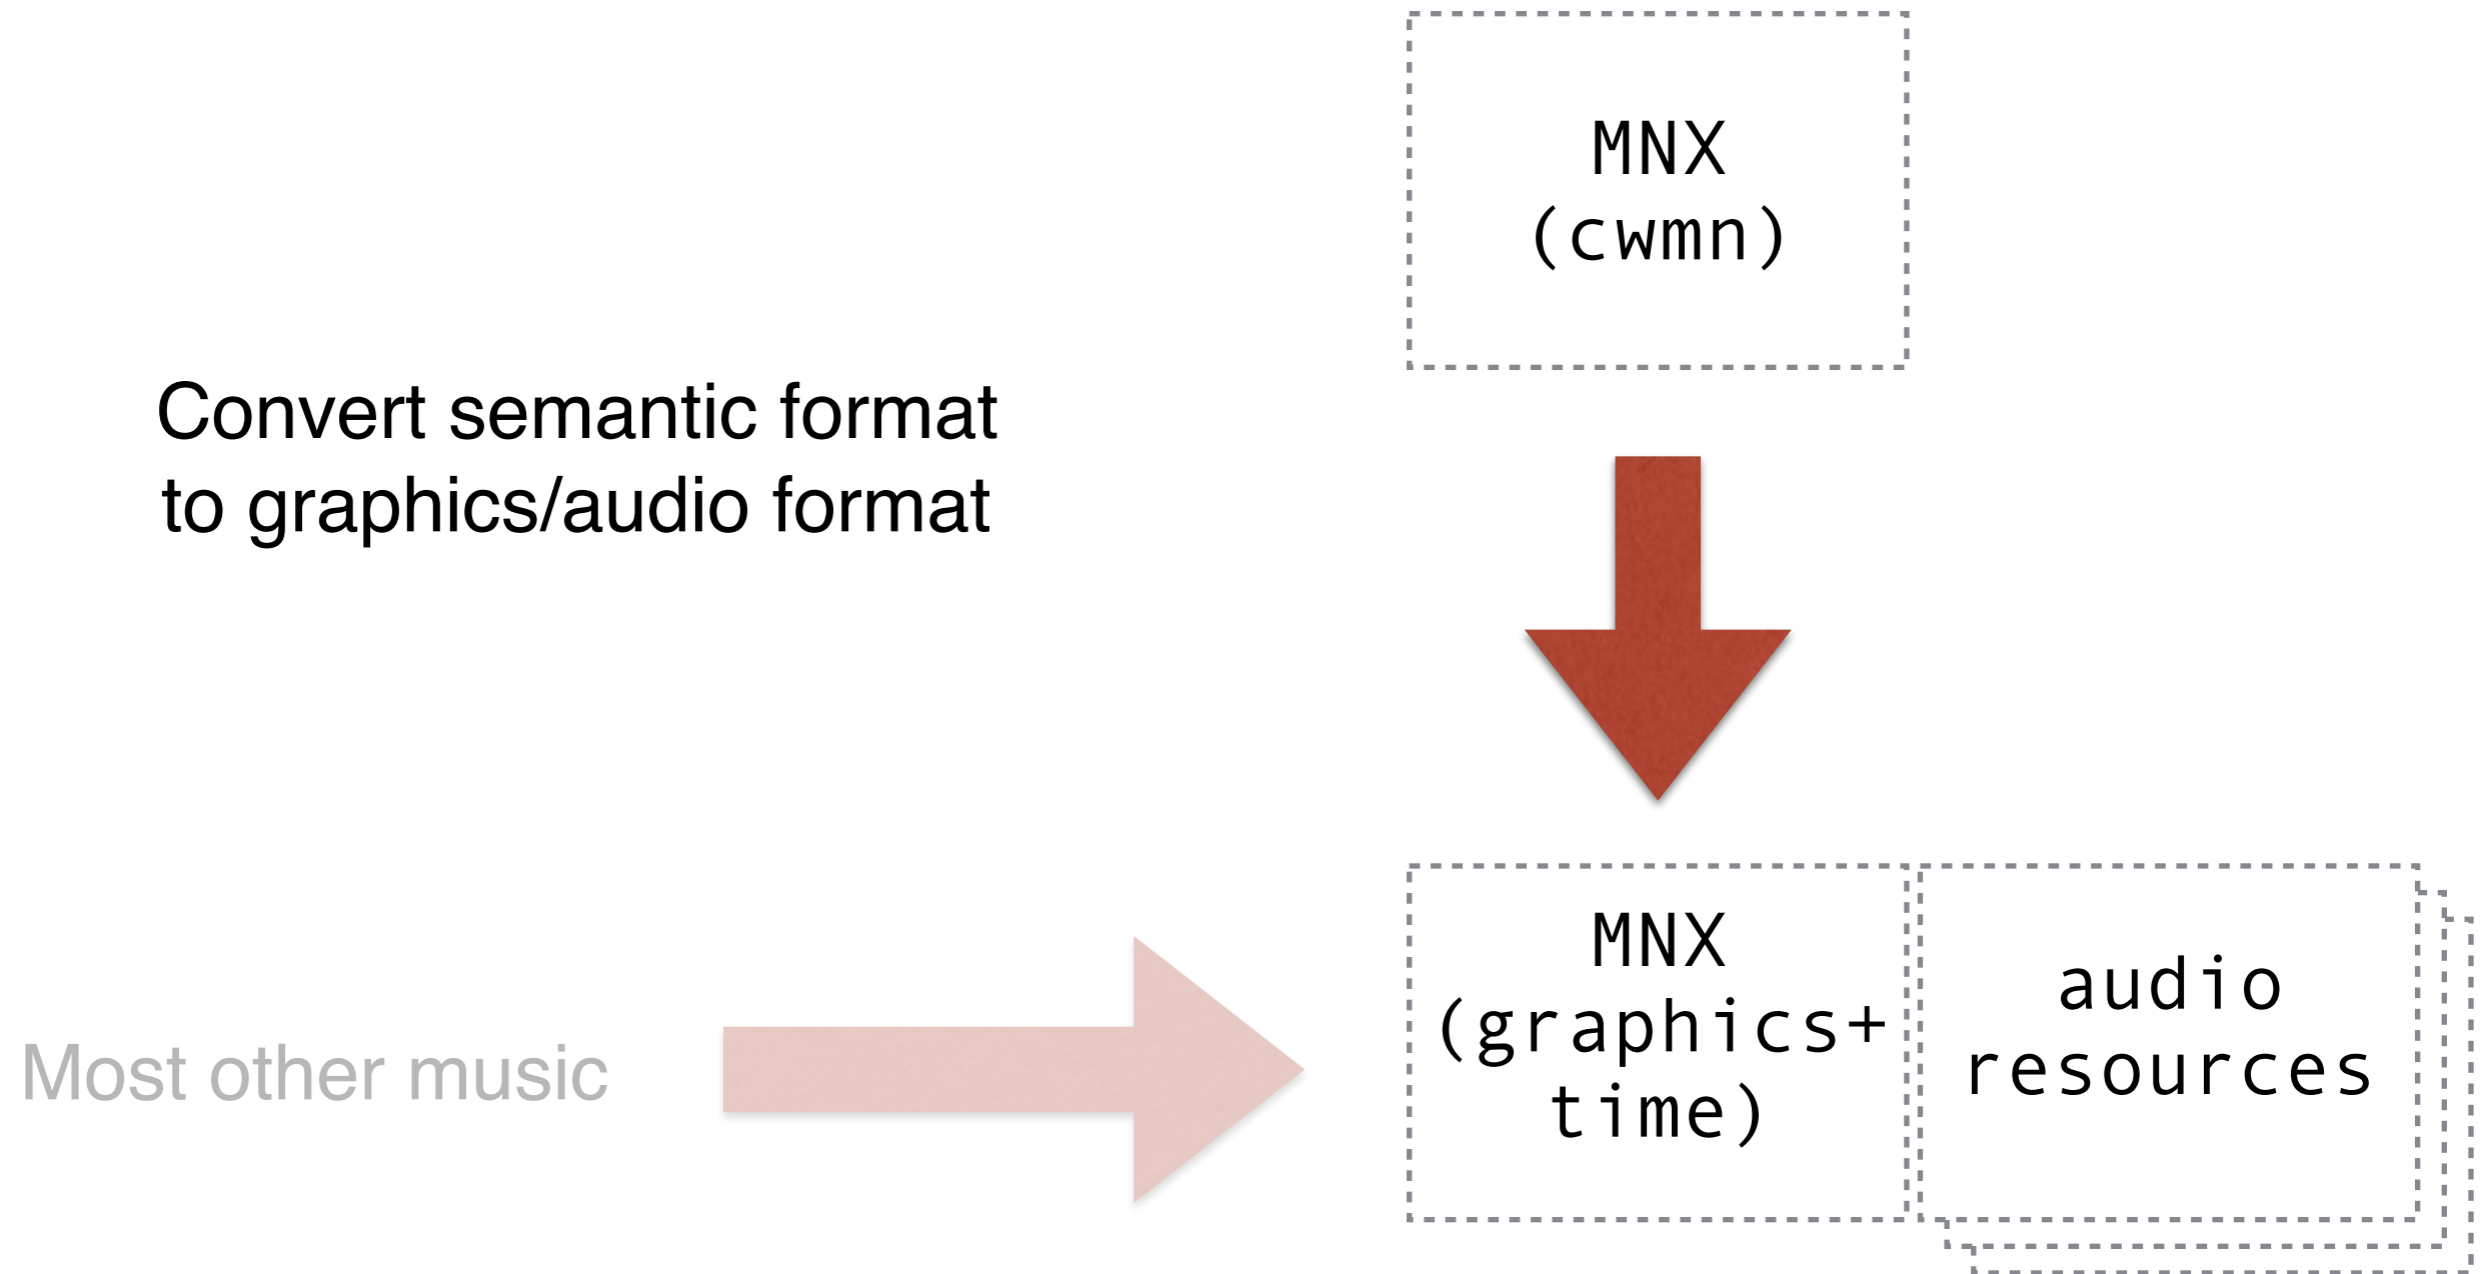 MNX
(cwmn)
Convert semantic format
to graphics/audio format
Most other music
MNX
(graphics+
time)
audio
resources